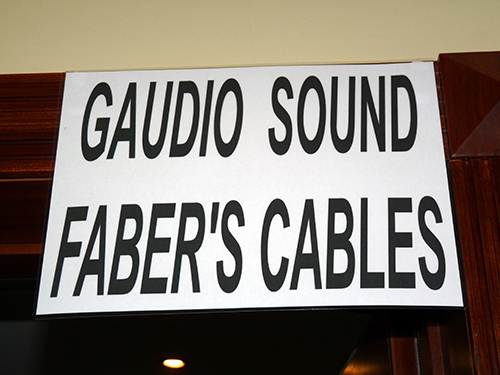 GAUDIO SOUND
FABER'S CABLES